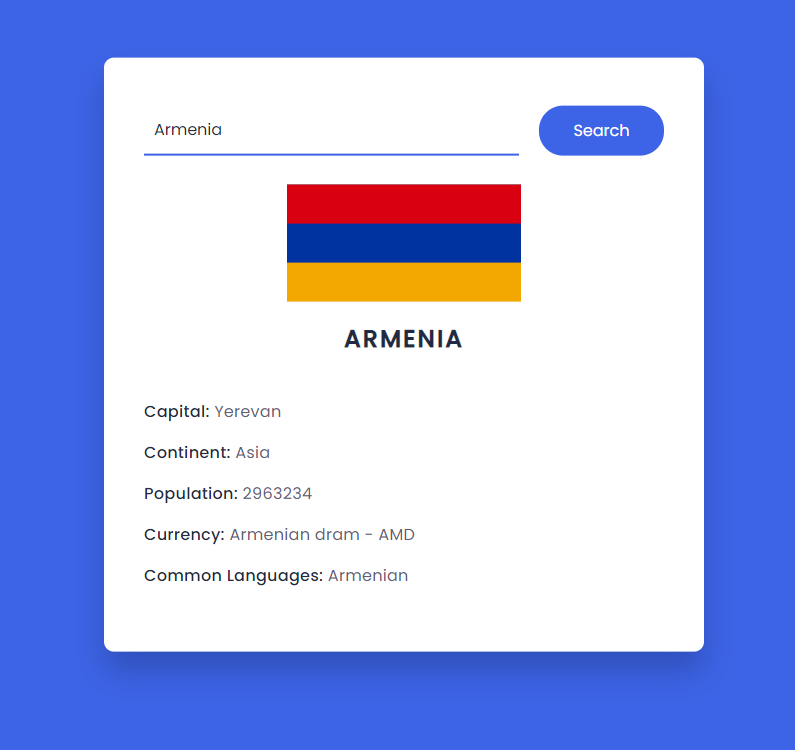 Armenia
Search
ARMENIA
Capital: Yerevan
Continent: Asia
Population: 2963234
Currency: Armenian dram - AMD
Common Languages: Armenian